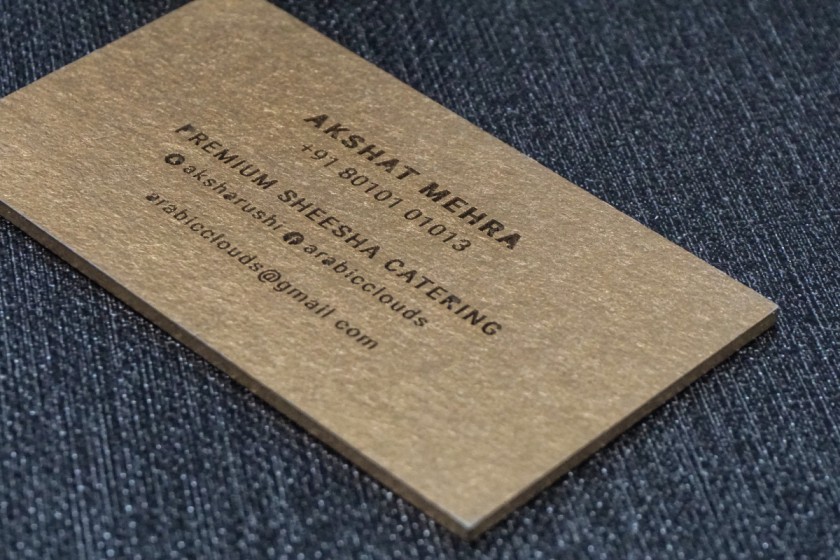 AKSHAT MEHRA
+91 80101 01013
PREMIUM SHEESHA CATERING
aksharushi arabicclouds
arabicclouds@gmail com